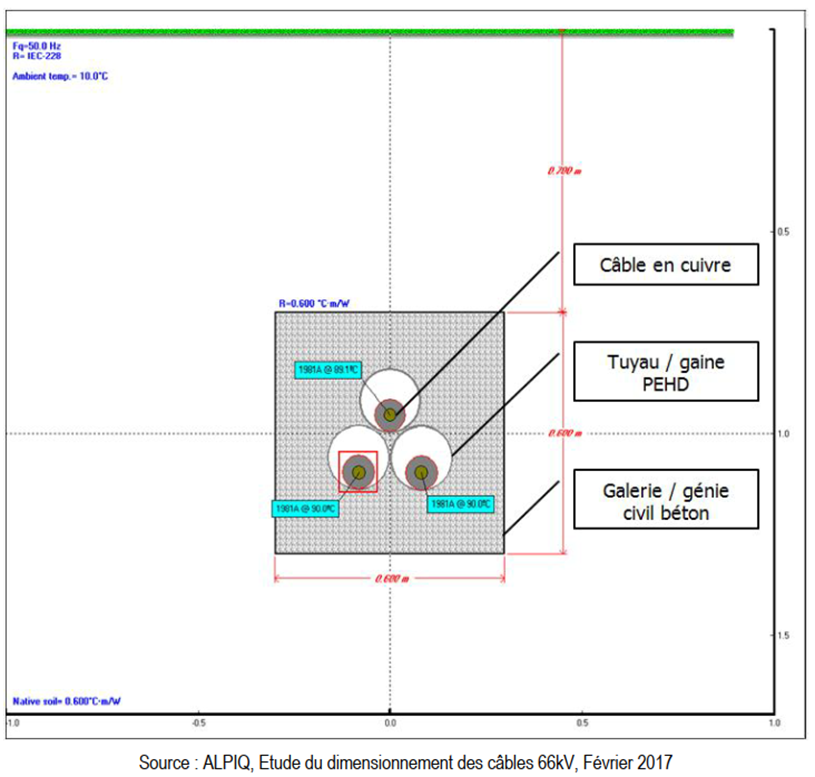 Fq=50.0 Hz
R= IEC-228
Ambient temp.= 10.0°C
0.700 m
0.5
Câble en cuivre
R=0.600 °C·m/W
1981A @ 89.1°C
Tuyau / gaine
PEHD
1.0
0.600 m
Galerie / génie
civil béton
1981A @ 90.0°C
1981A @ 90.0°C
0.600 m
1.5
Native soil= 0.600°C·m/W
-1.0
-0.5
0.0
0.5
1.0
Source : ALPIQ, Etude du dimensionnement des câbles 66kV, Février 2017